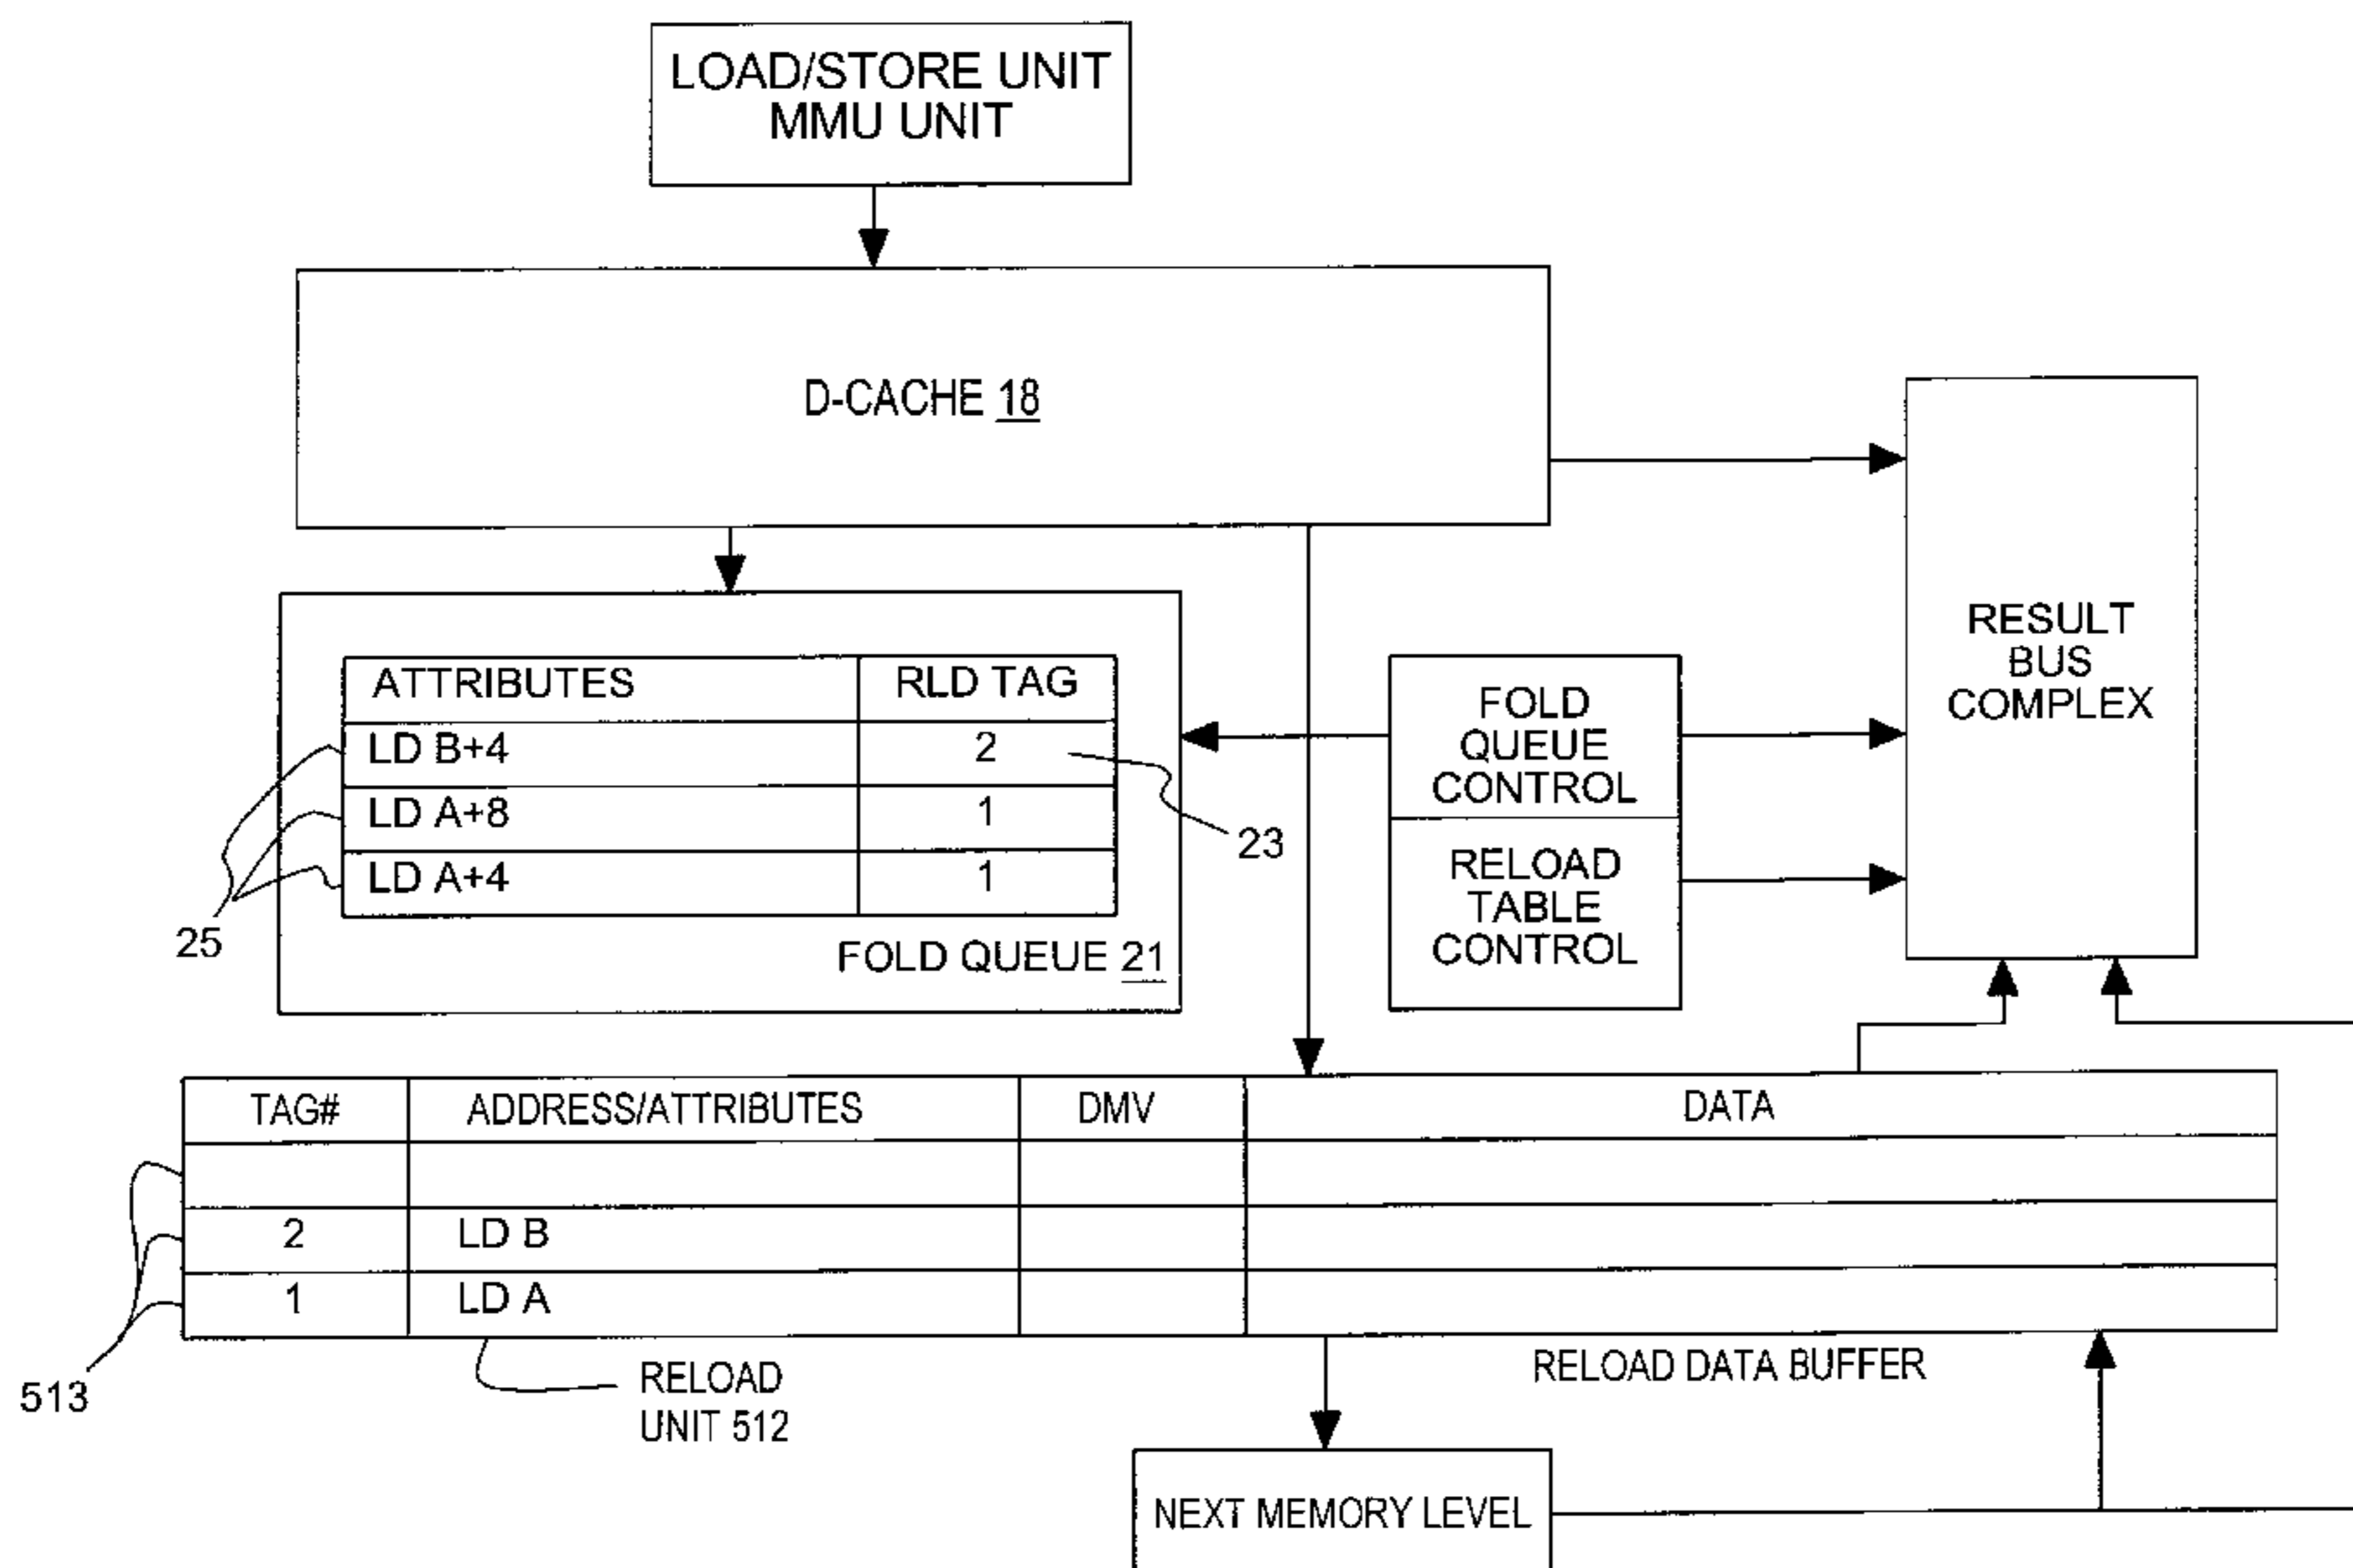 LOAD/STORE UNIT
MMU UNIT
D-CACHE 18
RESULT
BUS
COMPLEX
ATTRIBUTES RLD TAG
LD B+4 2
LD A+8 1
LD A+4 1
23
25
FOLD QUEUE 21
FOLD
QUEUE
CONTROL
RELOAD
TABLE
CONTROL
TAG# ADDRESS/ATTRIBUTES DMV DATA
2 LD B
1 LD A
513
RELOAD
UNIT 512
RELOAD DATA BUFFER
NEXT MEMORY LEVEL